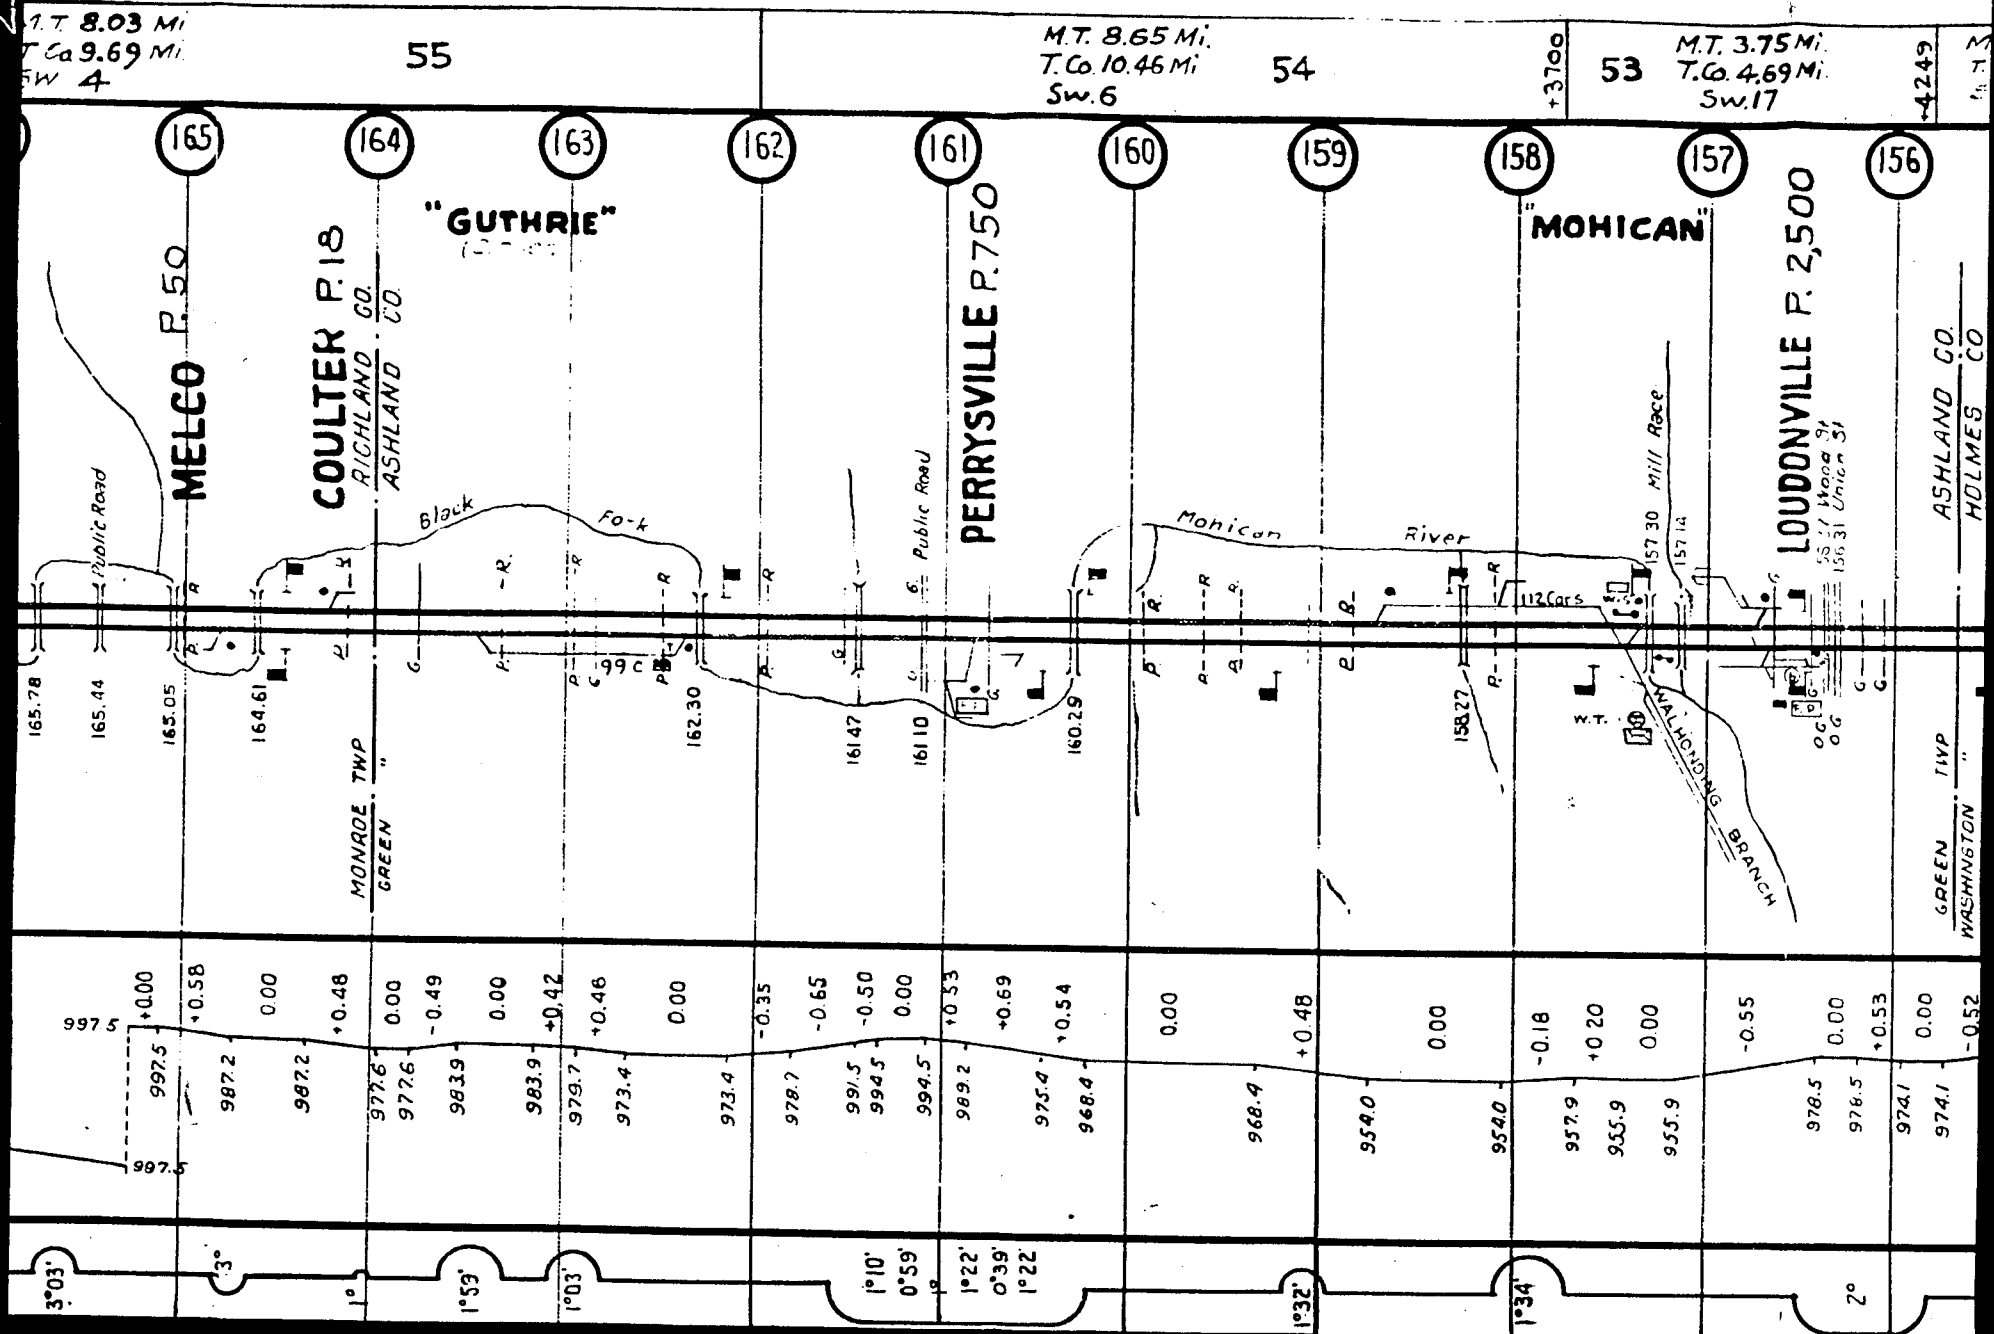 8.03 Mi
T Co 9.69 Mi.
SW 4
55
M.T. 8.65 Mi.
T.Co. 10.46 Mi
Sw. 6
54
+3700
53
M.T. 3.75 Mi.
T.Co. 4.69 Mi.
Sw. 17
+4249
165
164
163
162
161
160
159
158
157
156
"GUTHRIE"
"MOHICAN"
MELCO P. 50
COULTER P. 18
RICHLAND CO.
ASHLAND CO.
PERRYSVILLE P. 750
LOUDONVILLE P. 2,500
ASHLAND CO.
HOLMES CO
Public Road
Black Fork
Public Road
Mohican River
157.30 Mill Race
157.12
156.31 Union St
112 Cars
99 C
R
P.
R
P
G
R.
P.
R
P.
G
R
P.
R
P.
G
G
G
R.
P.
R
P.
R.
P.
R.
P.
R
P.
G
G
G
G
O G
O G
W.T.
165.78
165.44
165.05
164.61
162.30
161 47
161 10
160.29
158.27
WALHONDING BRANCH
MONROE TWP
GREEN "
GREEN TWP
WASHINGTON "
+0.00
+0.58
0.00
+0.48
0.00
-0.49
0.00
+0.42
+0.46
0.00
-0.35
-0.65
-0.50
0.00
+0 53
+0.69
+0.54
0.00
+0.48
0.00
-0.18
+0 20
0.00
-0.55
0.00
+0.53
0.00
-0.52
997.5
997.5
987.2
987.2
977.6
977.6
983.9
983.9
979.7
973.4
973.4
978.7
991.5
994.5
994.5
989.2
975.4
968.4
968.4
954.0
954.0
957.9
955.9
955.9
978.5
978.5
974.1
974.1
997.5
3°03'
3°
1°
1°59'
1°03'
1°10'
0°59'
1°22'
0°39'
1°22'
1°32'
1°34'
2°